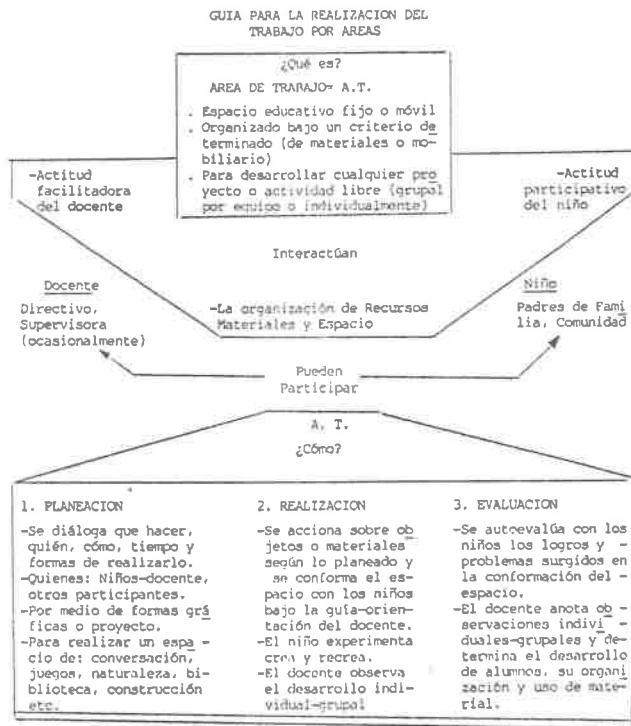 GUIA PARA LA REALIZACION DEL
TRABAJO POR AREAS
¿Qué es?
AREA DE TRABAJO= A.T.
. Espacio educativo fijo o móvil
. Organizado bajo un criterio de
terminado (de materiales o mo-
biliario)
. Para desarrollar cualquier pro
yecto o actividad libre (grupal
por equipo o individualmente)
-Actitud
facilitadora
del docente
-Actitud
participativo
del niño
Interactúan
Docente
Directivo,
Supervisora
(ocasionalmente)
-La organización de Recursos
Materiales y Espacio
Niño
Padres de Fami
lia, Comunidad
Pueden
Participar
A. T.
¿Cómo?
1. PLANEACION
-Se diáloga que hacer,
quién, cómo, tiempo y
formas de realizarlo.
-Quienes: Niños-docente,
otros participantes.
-Por medio de formas grá
ficas o proyecto.
-Para realizar un espa -
cio de: conversación,
juegos, naturaleza, bi-
blioteca, construcción
etc.
2. REALIZACION
-Se acciona sobre ob
jetos o materiales
según lo planeado y
se conforma el es-
pacio con los niños
bajo la guía-orien-
tación del docente.
-El niño experimenta
crea y recrea.
-El docente observa
el desarrollo indi-
vidual-grupal
3. EVALUACION
-Se autoevalúa con los
niños los logros y -
problemas surgidos en
la conformación del -
espacio.
-El docente anota ob -
servaciones indivi -
duales-grupales y de-
termina el desarrollo
de alumnos, su organi
zación y uso de mate-
rial.